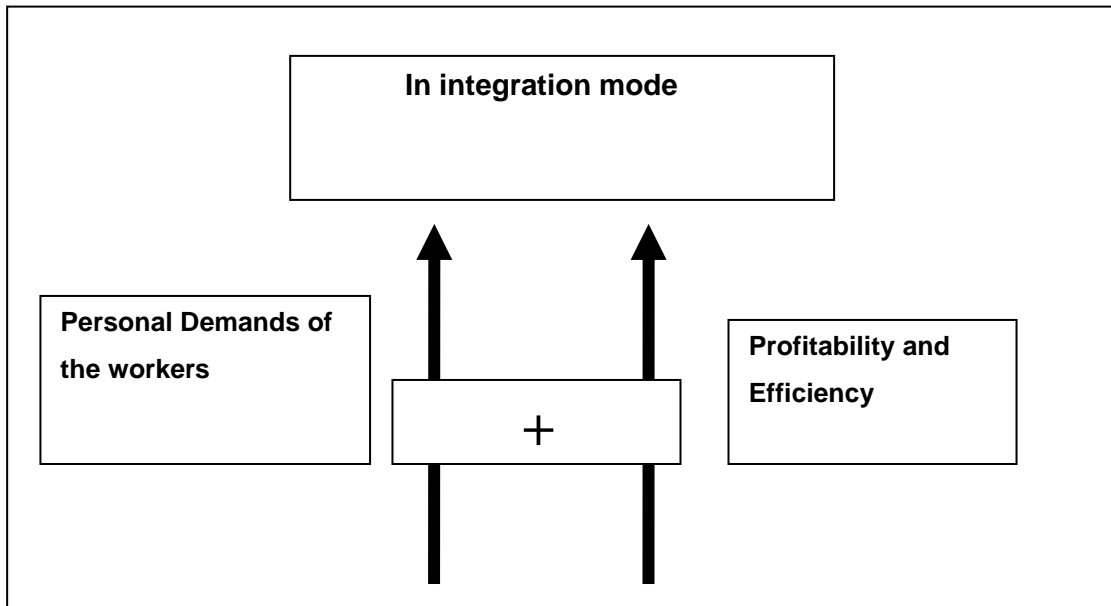 In integration mode
Personal Demands of
the workers
+
Profitability and
Efficiency